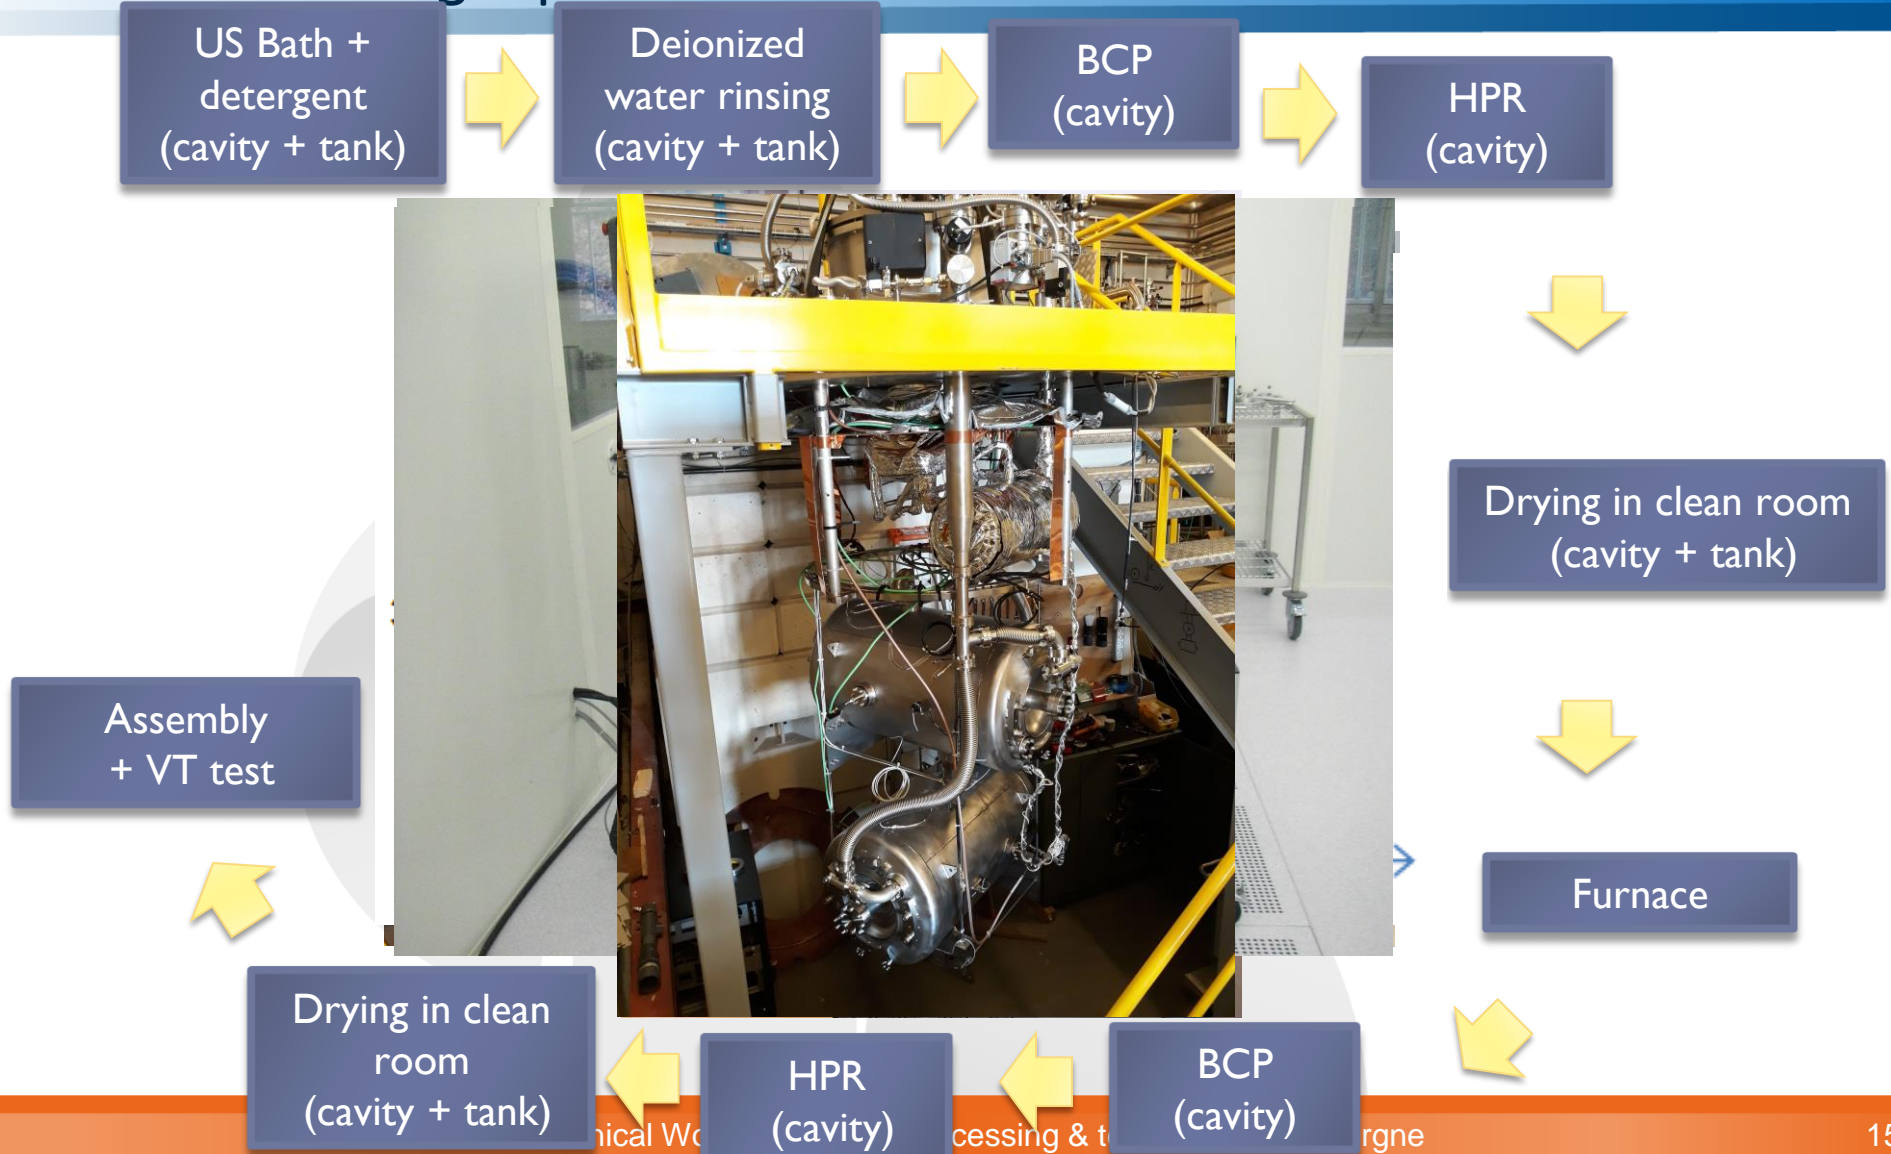 US Bath +
detergent
(cavity + tank)
Deionized
water rinsing
(cavity + tank)
BCP
(cavity)
HPR
(cavity)
Drying in clean room
(cavity + tank)
Furnace
BCP
(cavity)
HPR
(cavity)
Drying in clean
room
(cavity + tank)
Assembly
+ VT test
& 15